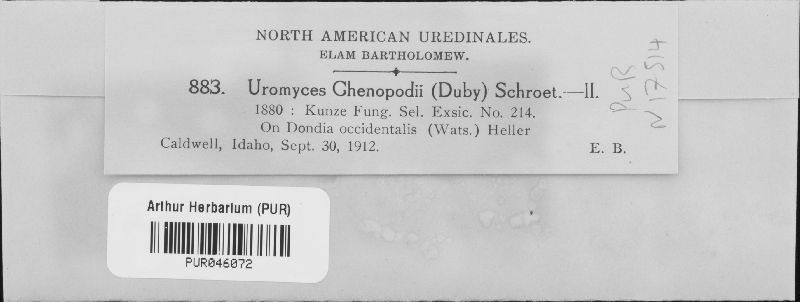 NORTH AMERICAN UREDINALES.
ELAM BARTHOLOMEW.
883. Uromyces Chenopodii (Duby) Schroet.—II.
1880 : Kunze Fung. Sel. Exsic. No. 214.
On Dondia occidentalis (Wats.) Heller
Caldwell, Idaho, Sept. 30, 1912. E. B.
PUR
N17514
Arthur Herbarium (PUR)
PUR046072